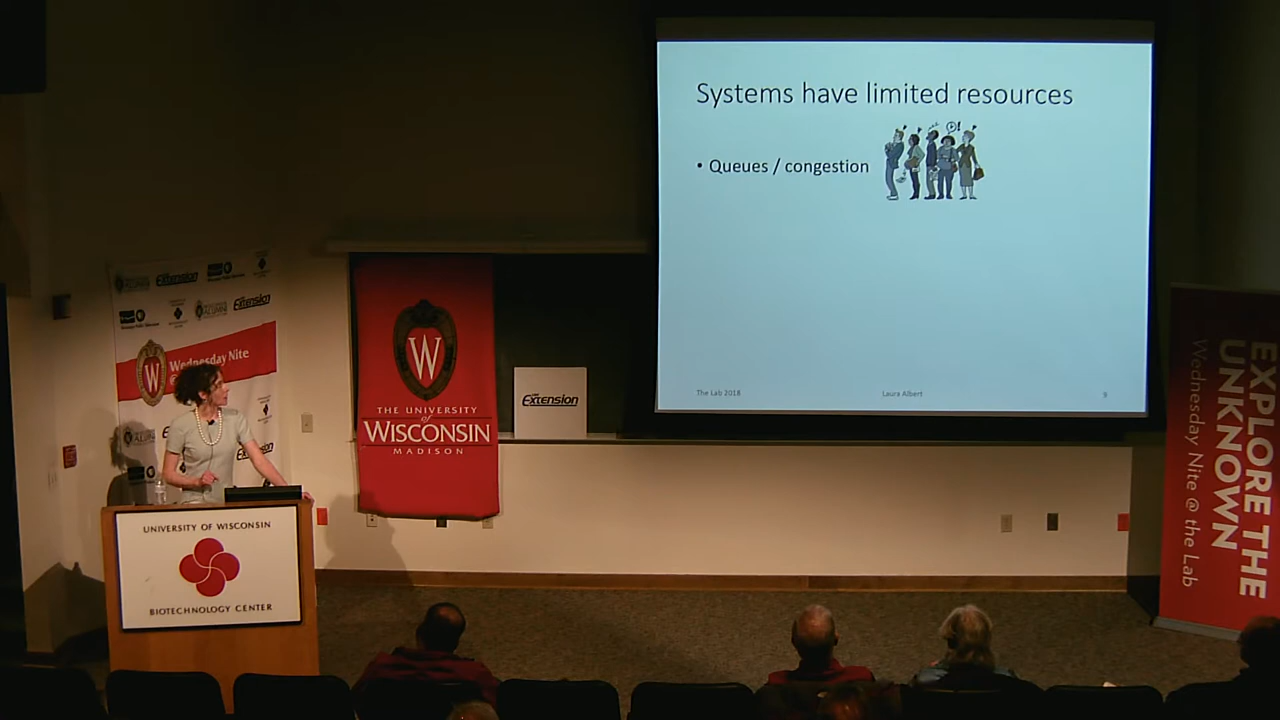 Systems have limited resources
• Queues / congestion
The Lab 2018
Laura Albert
9
Extension
Extension
Wednesday Nite
W
W
THE UNIVERSITY
of
WISCONSIN
MADISON
Extension
UNIVERSITY OF WISCONSIN
BIOTECHNOLOGY CENTER
EXPLORE THE
UNKNOWN
Wednesday Nite @ the Lab